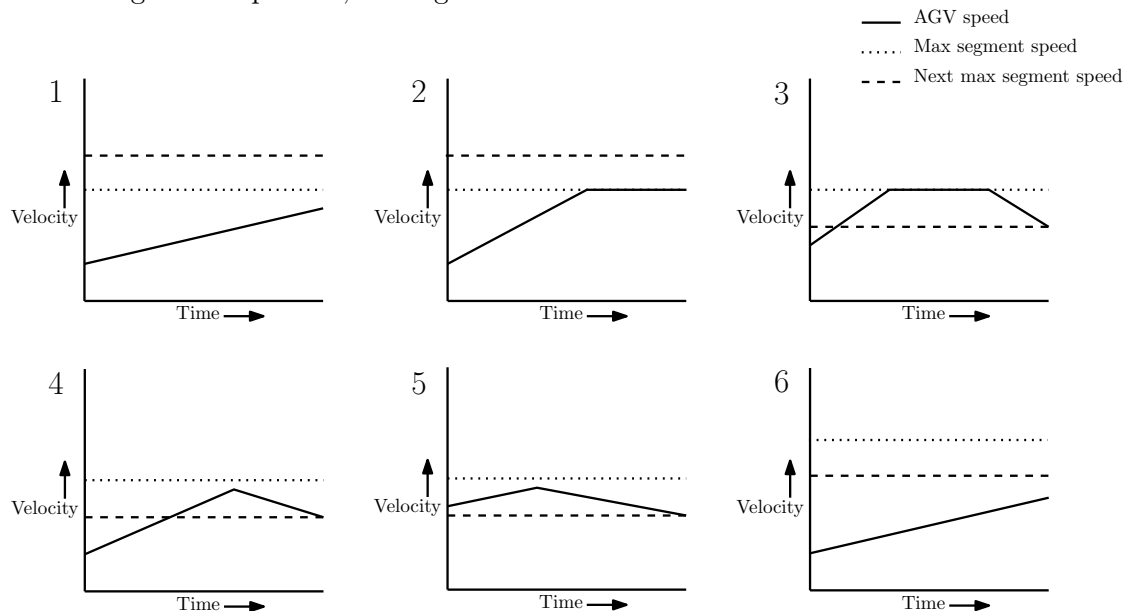 AGV speed
Max segment speed
Next max segment speed
1
Velocity
Time
2
Velocity
Time
3
Velocity
Time
4
Velocity
Time
5
Velocity
Time
6
Velocity
Time